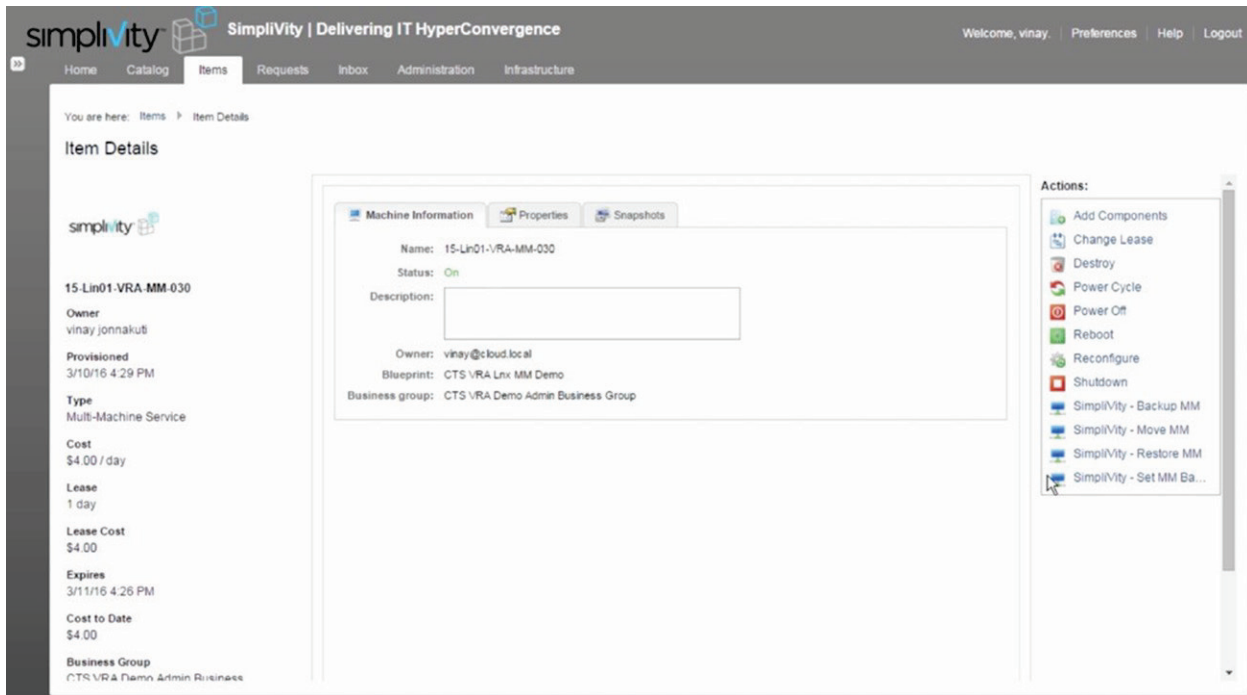 simplivity
SimpliVity | Delivering IT HyperConvergence
Welcome, vinay. | Preferences | Help | Logout
Home Catalog Items Requests Inbox Administration Infrastructure
You are here: Items Item Details
Item Details
simplivity
15-Lin01-VRA-MM-030
Owner
vinay jonnakuti
Provisioned
3/10/16 4:29 PM
Type
Multi-Machine Service
Cost
$4.00 / day
Lease
1 day
Lease Cost
$4.00
Expires
3/11/16 4:26 PM
Cost to Date
$4.00
Business Group
CTS VRA Demo Admin Business
Machine Information Properties Snapshots
Name: 15-Lin01-VRA-MM-030
Status: On
Description:
Owner: vinay@cloud.local
Blueprint: CTS VRA Lnx MM Demo
Business group: CTS VRA Demo Admin Business Group
Actions:
Add Components
Change Lease
Destroy
Power Cycle
Power Off
Reboot
Reconfigure
Shutdown
SimpliVity - Backup MM
SimpliVity - Move MM
SimpliVity - Restore MM
SimpliVity - Set MM Ba...